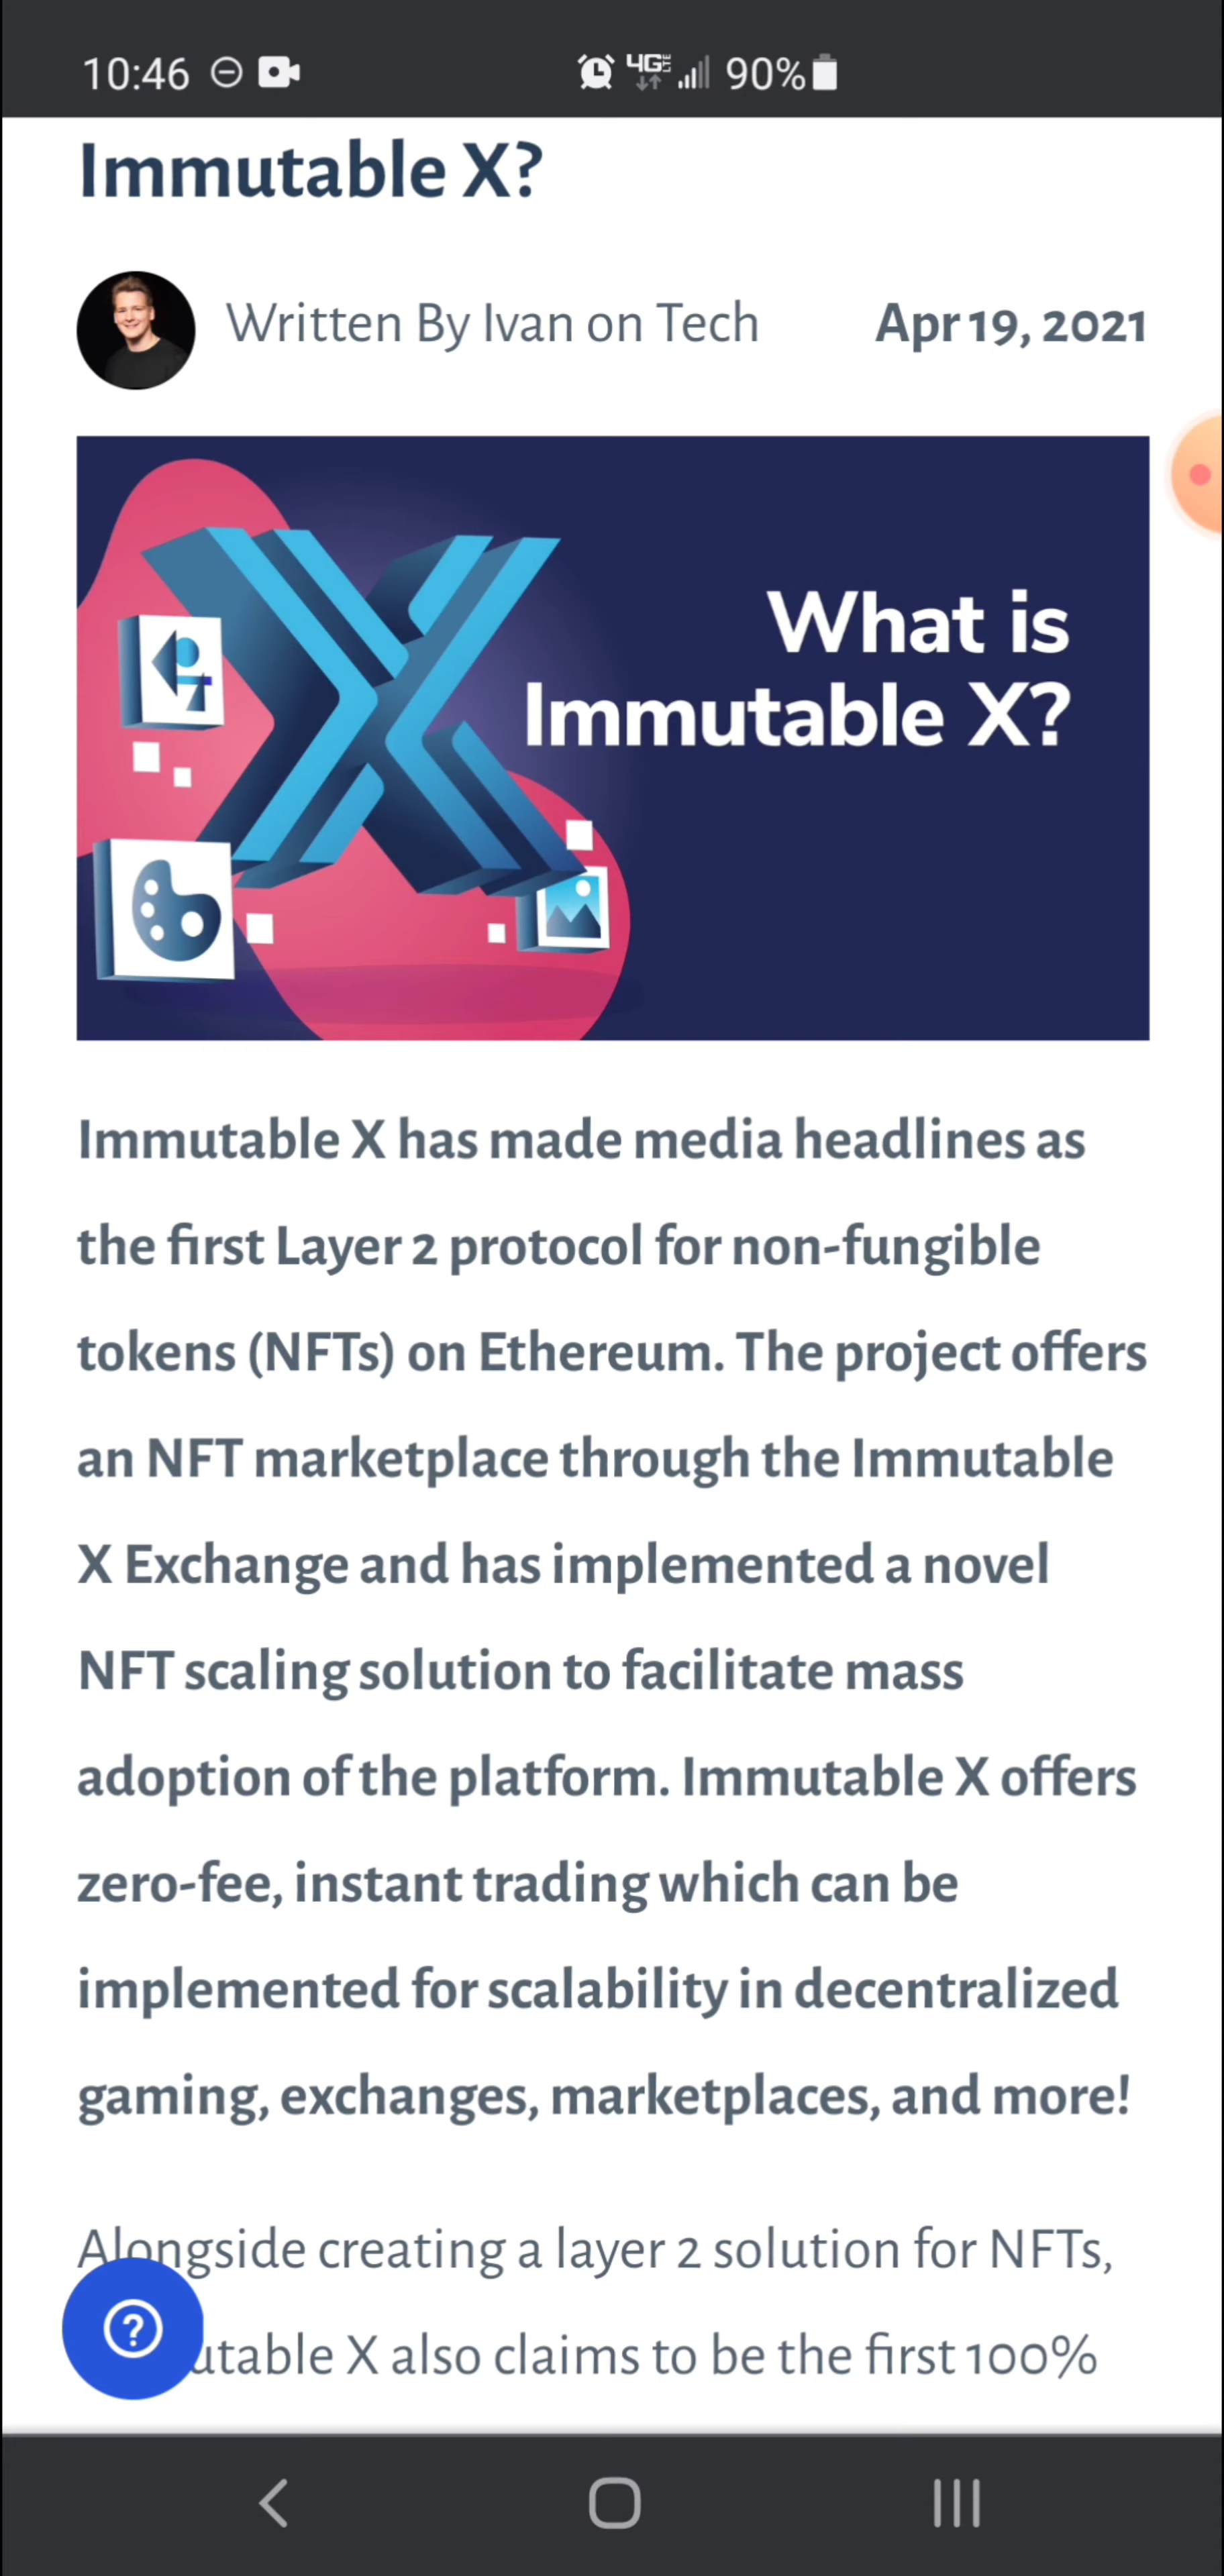 10:46 4G LTE 90%
Immutable X?
Written By Ivan on Tech Apr 19, 2021
What is
Immutable X?
Immutable X has made media headlines as
the first Layer 2 protocol for non-fungible
tokens (NFTs) on Ethereum. The project offers
an NFT marketplace through the Immutable
X Exchange and has implemented a novel
NFT scaling solution to facilitate mass
adoption of the platform. Immutable X offers
zero-fee, instant trading which can be
implemented for scalability in decentralized
gaming, exchanges, marketplaces, and more!
Alongside creating a layer 2 solution for NFTs,
utable X also claims to be the first 100%